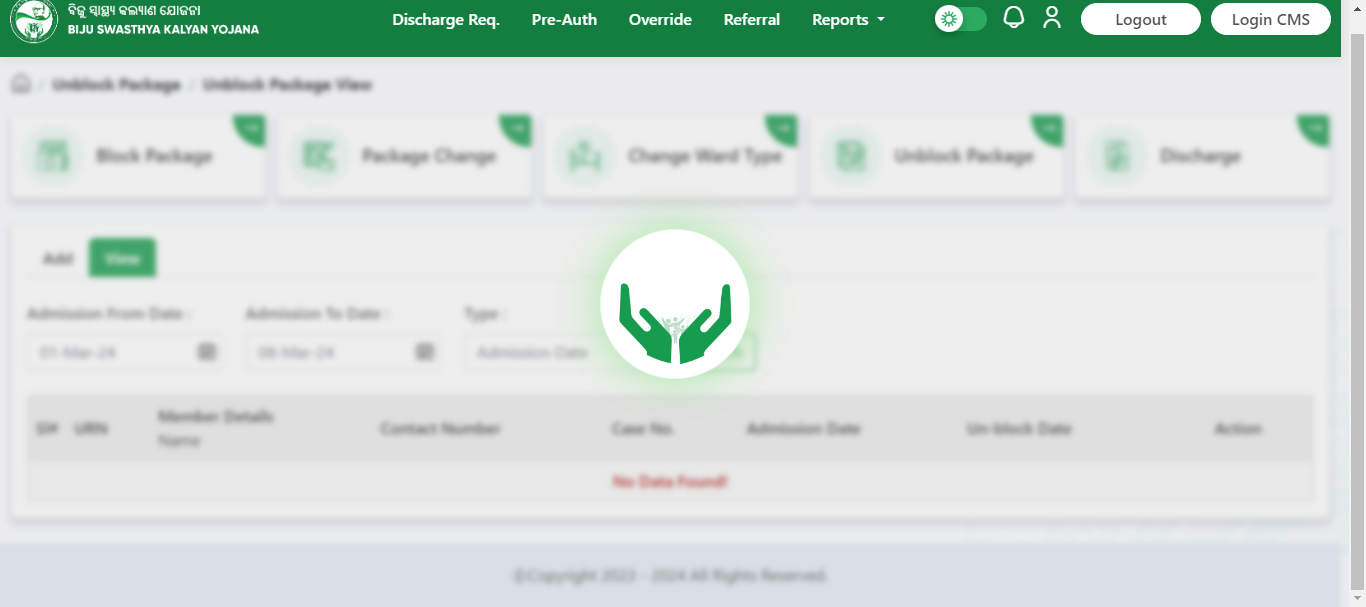 ବିଜୁ ସ୍ୱାସ୍ଥ୍ୟ କଲ୍ୟାଣ ଯୋଜନା
BIJU SWASTHYA KALYAN YOJANA
Discharge Req. Pre-Auth Override Referral Reports Logout Login CMS
/ Unblock Package / Unblock Package View
Block Package Package Change Change Ward Type Unblock Package Discharge
Add View
Admission From Date : Admission To Date : Type :
01-Mar-24 08-Mar-24 Admission Date
Sl# URN Member Details Contact Number Case No. Admission Date Un-block Date Action
Name
No Data Found!
©Copyright 2023 - 2024 All Rights Reserved.